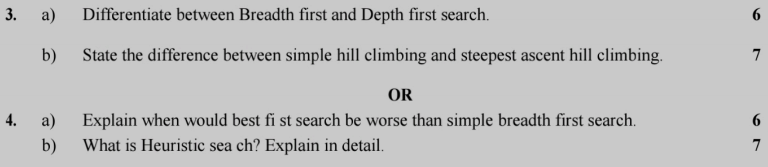 3. a) Differentiate between Breadth first and Depth first search. 6
b) State the difference between simple hill climbing and steepest ascent hill climbing. 7
OR
4. a) Explain when would best fi st search be worse than simple breadth first search. 6
b) What is Heuristic sea ch? Explain in detail. 7